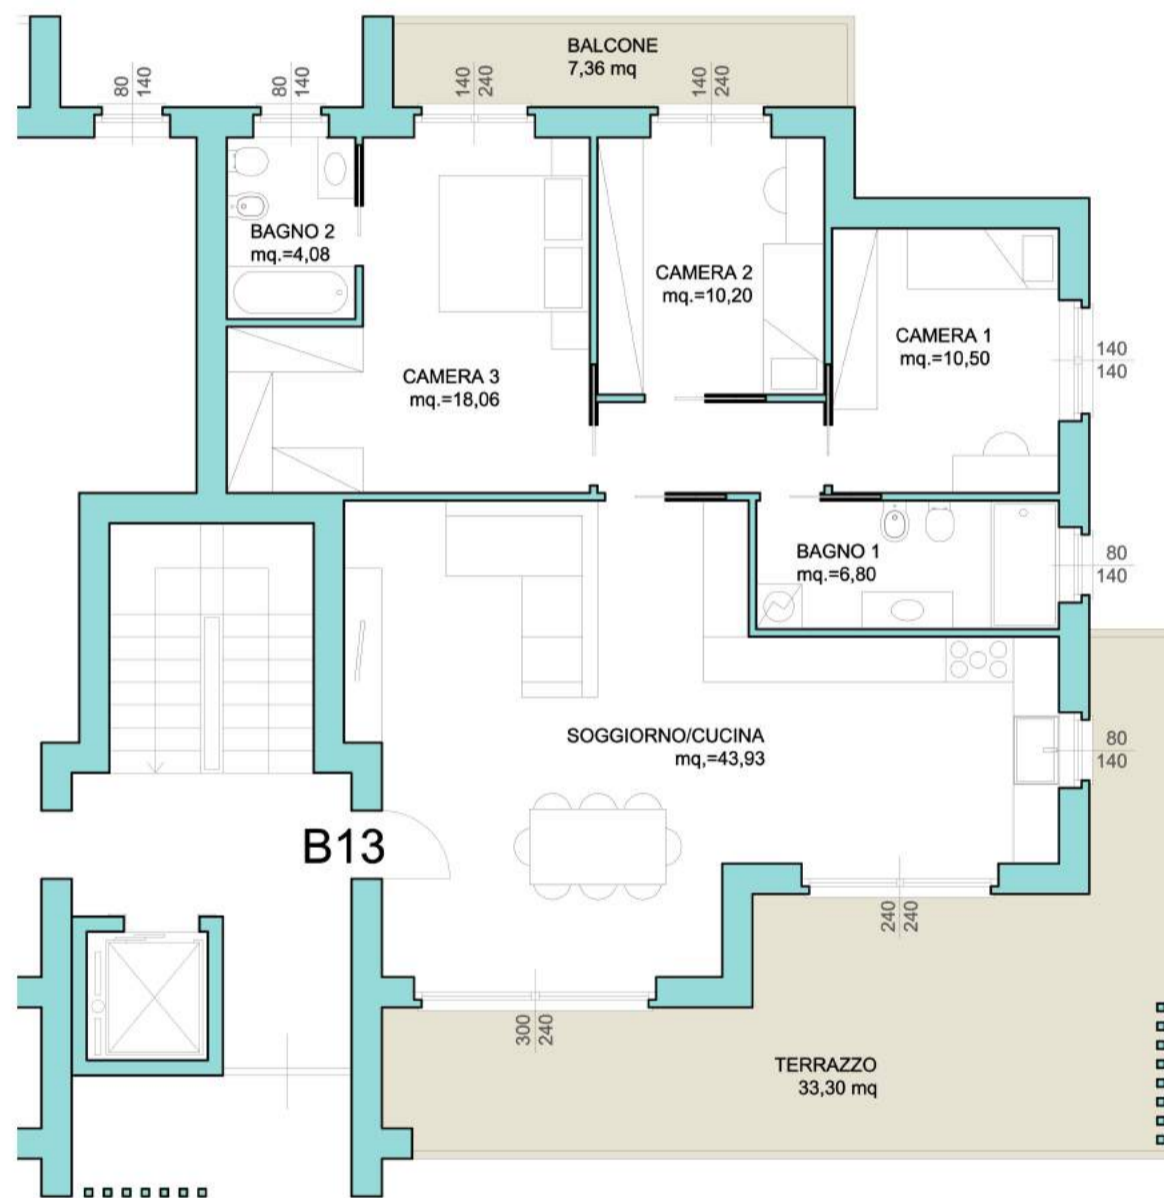 BALCONE
7,36 mq
80
140
80
140
140
240
140
240
BAGNO 2
mq.=4,08
CAMERA 2
mq.=10,20
CAMERA 1
mq.=10,50
140
140
CAMERA 3
mq.=18,06
BAGNO 1
mq.=6,80
80
140
SOGGIORNO/CUCINA
mq,=43,93
80
140
B13
240
240
300
240
TERRAZZO
33,30 mq